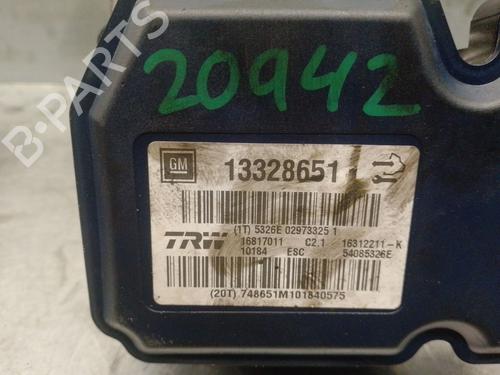 B-PARTS
20942
GM 13328651
(1T) 5326E 02973325 1
TRW 16817011 C2.1 16312211-K
10184 ESC 54085326E
(20T) 748651M101840575